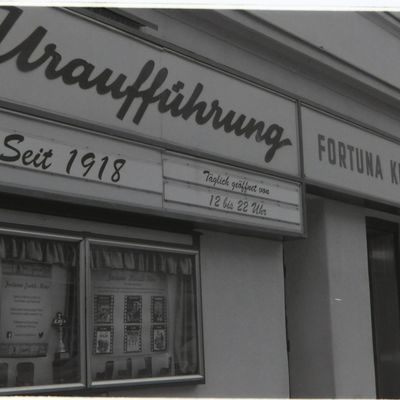 Uraufführung
Seit 1918
Täglich geöffnet von
12 bis 22 Uhr
FORTUNA